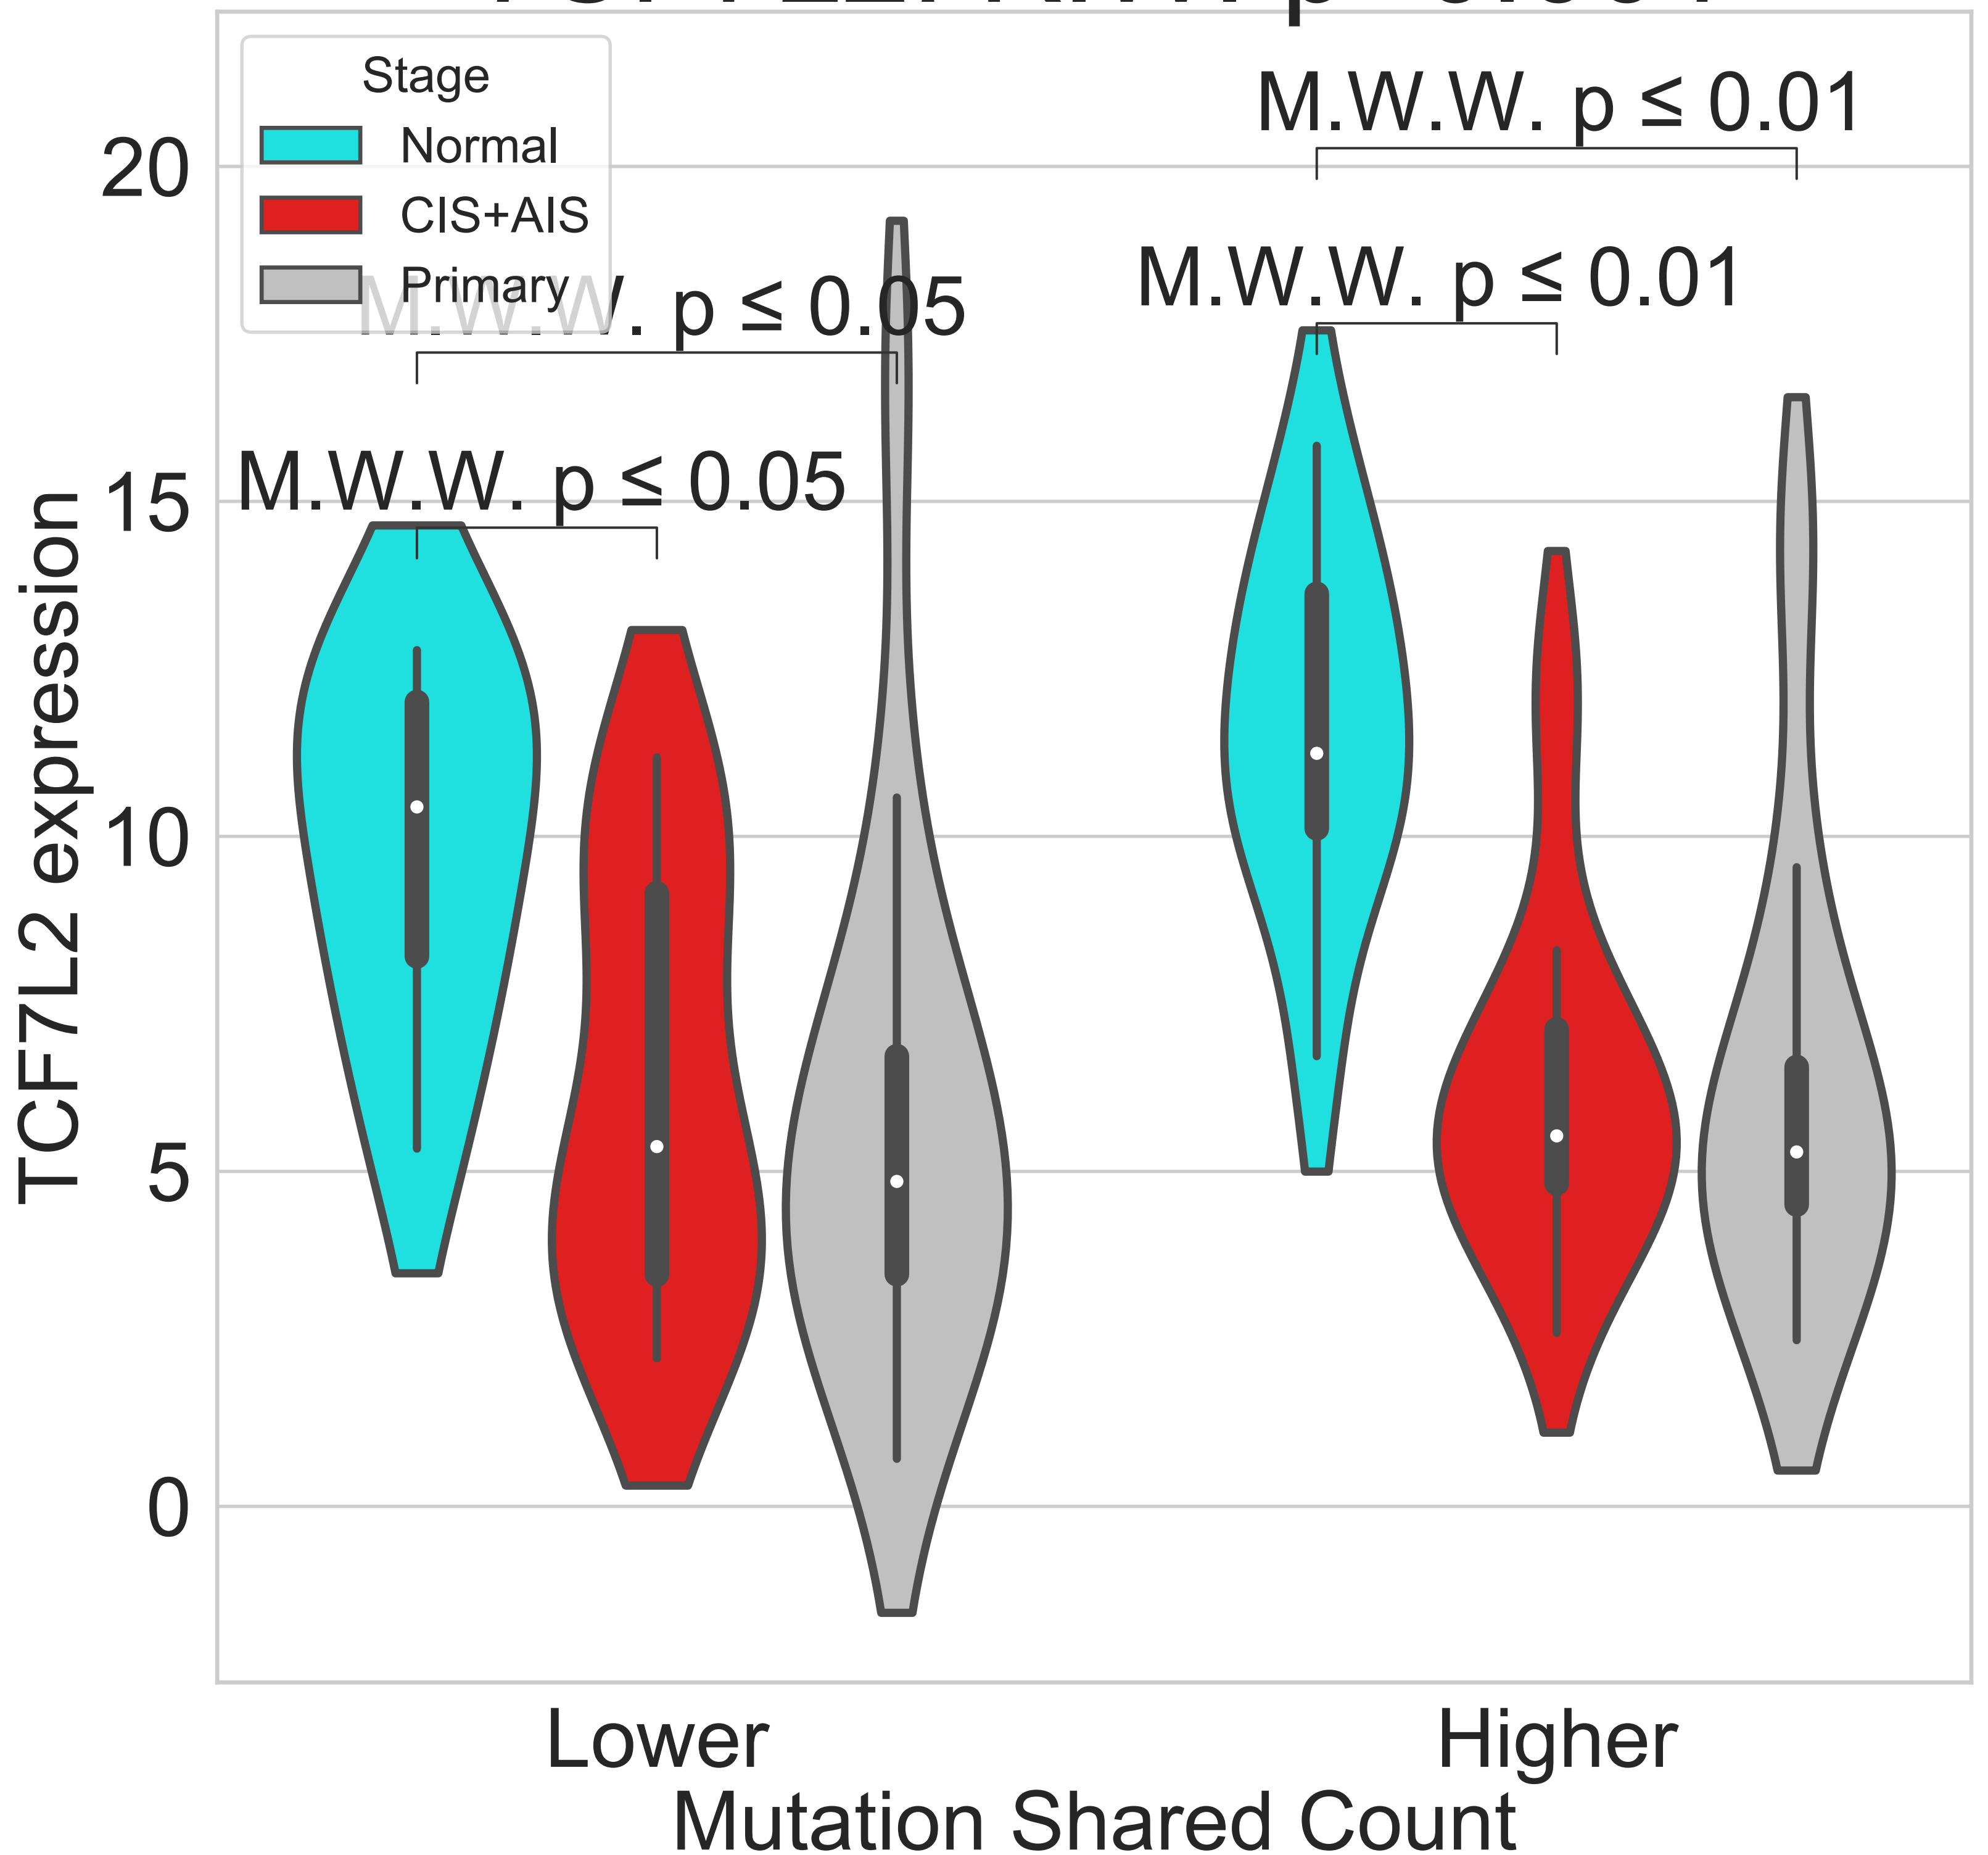 M.W.W. p ≤ 0.01
Stage
Normal
CIS+AIS
Primary
M.W.W. p ≤ 0.05
M.W.W. p ≤ 0.01
M.W.W. p ≤ 0.05
20
15
10
5
0
TCF7L2 expression
Lower
Higher
Mutation Shared Count